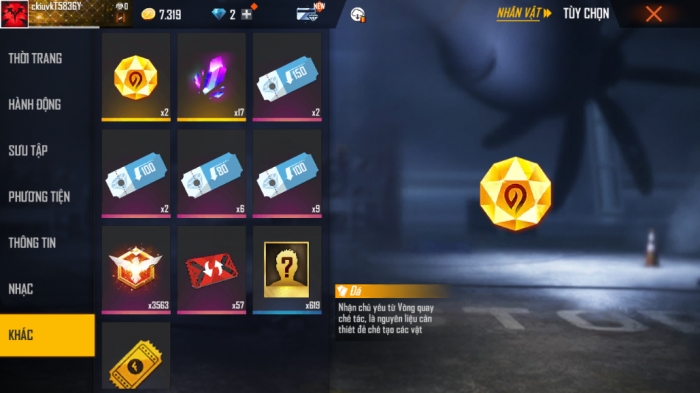 ckiuvkT5836Y
0
7.319
2
NEW
NHÂN VẬT
TÙY CHỌN
THỜI TRANG
HÀNH ĐỘNG
SƯU TẬP
PHƯƠNG TIỆN
THÔNG TIN
NHẠC
KHÁC
x2
x17
150
x2
100
x2
80
x6
100
x9
x3563
x57
?
x619
Đá
Nhận chủ yếu từ Vòng quay
chế tác, là nguyên liệu cần
thiết để chế tạo các vật